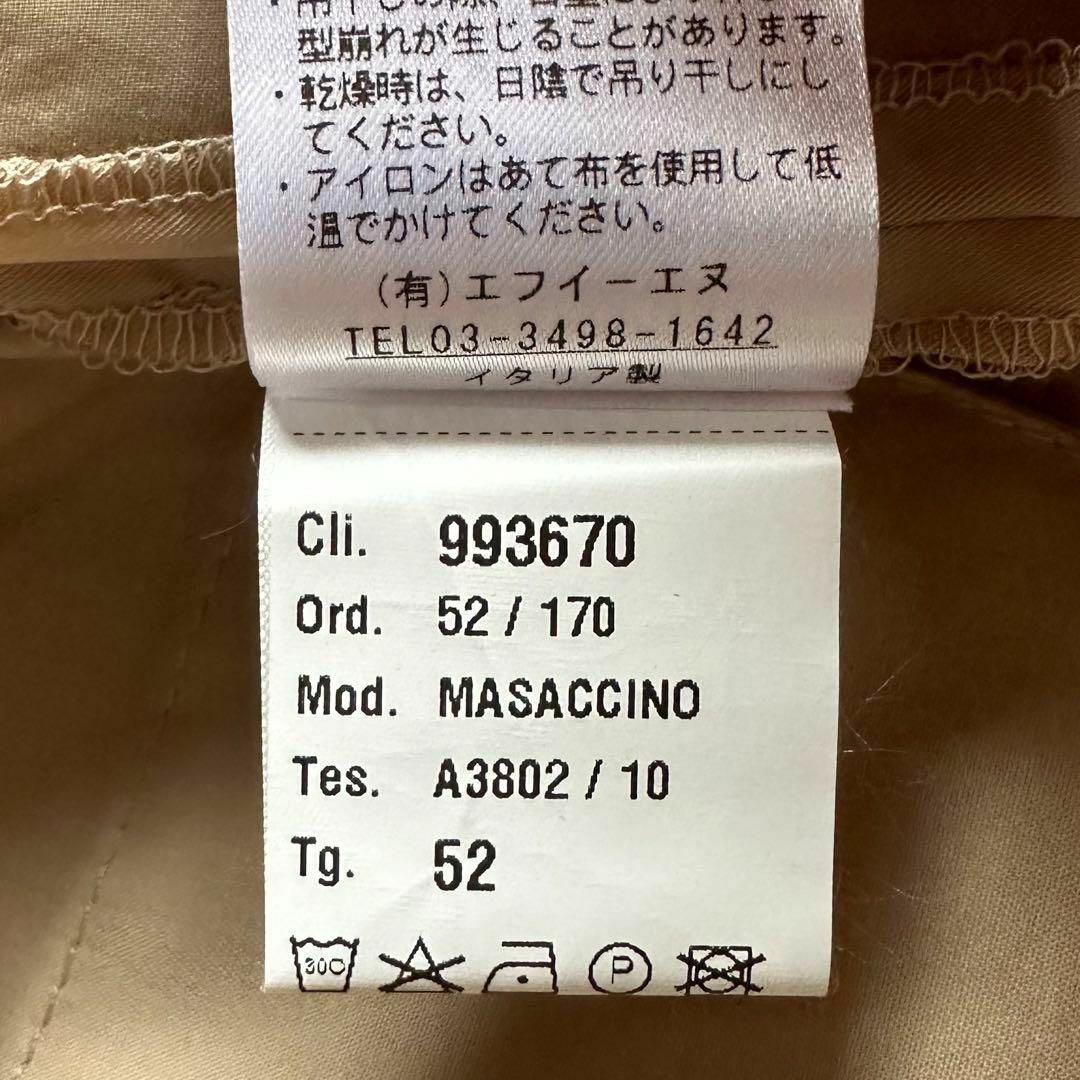 型崩れが生じることがあります。
・乾燥時は、日陰で吊り干しにし
てください。
・アイロンはあて布を使用して低
温でかけてください。
(有)エフイーエヌ
TEL03-3498-1642
イタリア製
Cli. 993670
Ord. 52 / 170
Mod. MASACCINO
Tes. A3802 / 10
Tg. 52
30
P